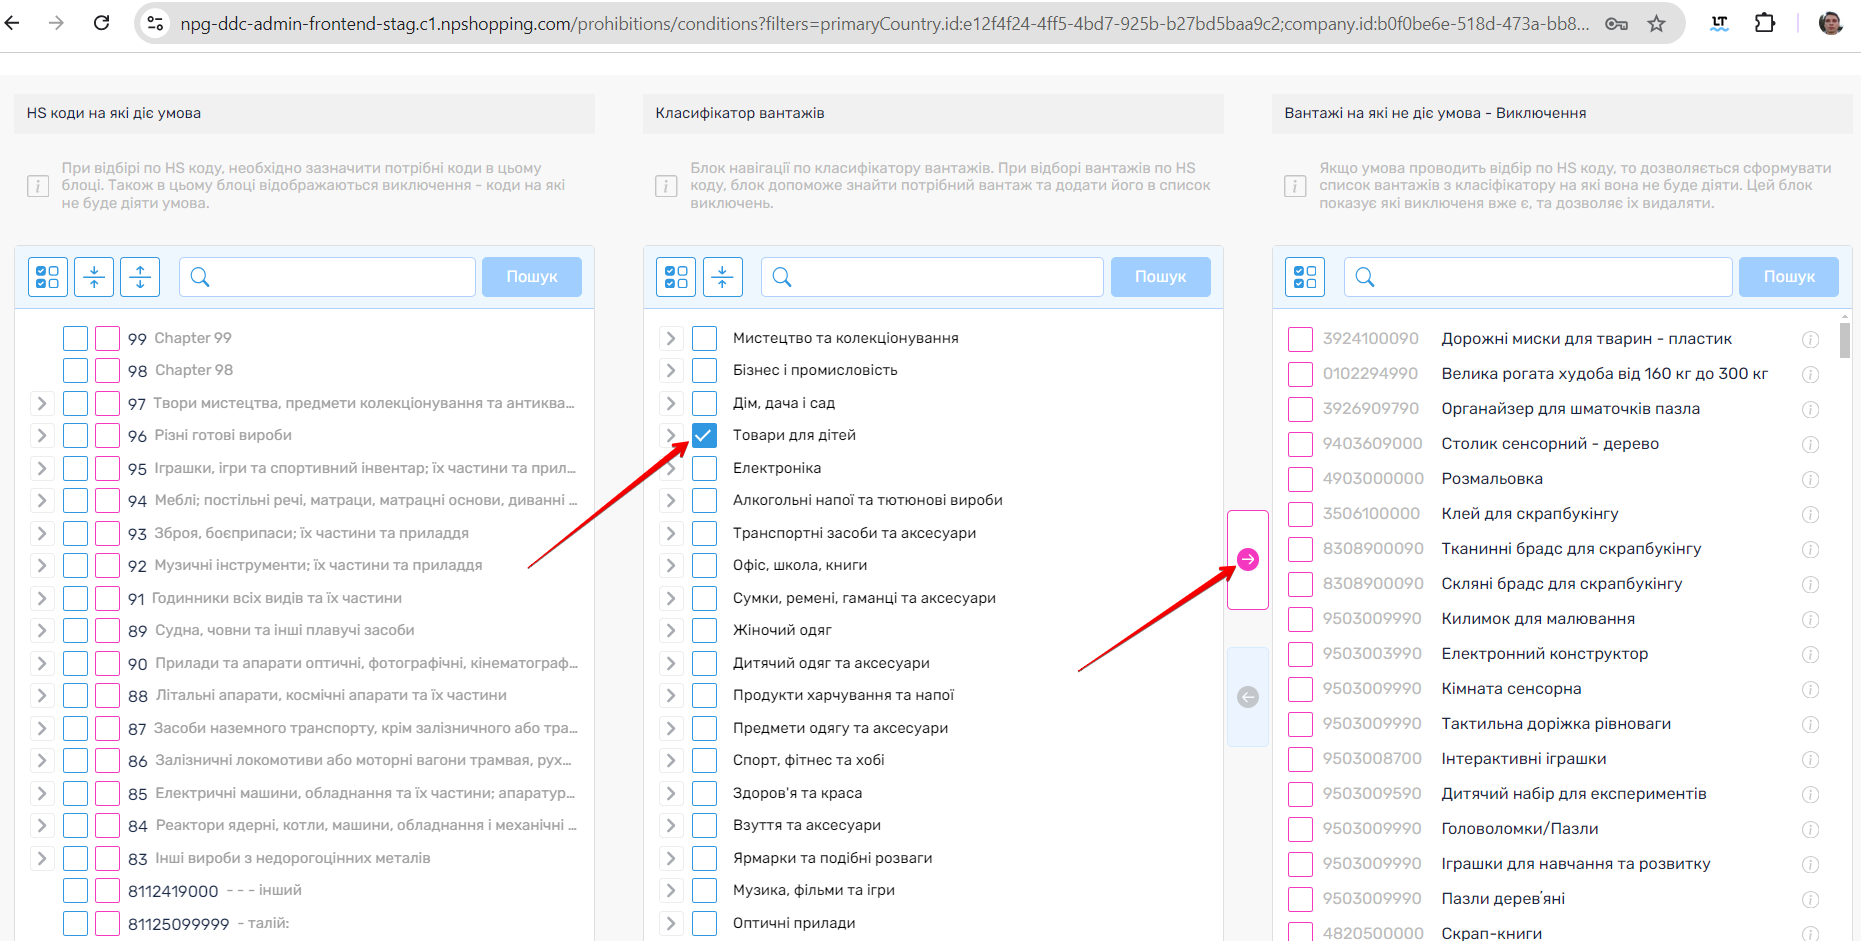 npg-ddc-admin-frontend-stag.c1.npshopping.com/prohibitions/conditions?filters=primaryCountry.id:e12f4f24-4ff5-4bd7-925b-b27bd5baa9c2;company.id:b0f0be6e-518d-473a-bb8...
LT
HS коди на які діє умова
При відбірі по HS коду, необхідно зазначити потрібні коди в цьому
блоці. Також в цьому блоці відображаються виключення - коди на які
не буде діяти умова.
Пошук
99 Chapter 99
98 Chapter 98
97 Твори мистецтва, предмети колекціонування та антиква...
96 Різні готові вироби
95 Іграшки, ігри та спортивний інвентар; їх частини та прил...
94 Меблі; постільні речі, матраци, матрацні основи, диванні ...
93 Зброя, боєприпаси; їх частини та приладдя
92 Музичні інструменти; їх частини та приладдя
91 Годинники всіх видів та їх частини
89 Судна, човни та інші плавучі засоби
90 Прилади та апарати оптичні, фотографічні, кінематограф...
88 Літальні апарати, космічні апарати та їх частини
87 Засоби наземного транспорту, крім залізничного або тра...
86 Залізничні локомотиви або моторні вагони трамвая, рух...
85 Електричні машини, обладнання та їх частини; апаратур...
84 Реактори ядерні, котли, машини, обладнання і механічні ...
83 Інші вироби з недорогоцінних металів
8112419000 - - - інший
81125099999 - талій:
Класифікатор вантажів
Блок навігації по класифікатору вантажів. При відборі вантажів по HS
коду, блок допоможе знайти потрібний вантаж та додати його в список
виключень.
Пошук
Мистецтво та колекціонування
Бізнес і промисловість
Дім, дача і сад
Товари для дітей
Електроніка
Алкогольні напої та тютюнові вироби
Транспортні засоби та аксесуари
Офіс, школа, книги
Сумки, ремені, гаманці та аксесуари
Жіночий одяг
Дитячий одяг та аксесуари
Продукти харчування та напої
Предмети одягу та аксесуари
Спорт, фітнес та хобі
Здоров'я та краса
Взуття та аксесуари
Ярмарки та подібні розваги
Музика, фільми та ігри
Оптичні прилади
Вантажі на які не діє умова - Виключення
Якщо умова проводить відбір по HS коду, то дозволяється сформувати
список вантажів з класіфікатору на які вона не буде діяти. Цей блок
показує які виключеня вже є, та дозволяє їх видаляти.
Пошук
3924100090 Дорожні миски для тварин - пластик
0102294990 Велика рогата худоба від 160 кг до 300 кг
3926909790 Органайзер для шматочків пазла
9403609000 Столик сенсорний - дерево
4903000000 Розмальовка
3506100000 Клей для скрапбукінгу
8308900090 Тканинні брадс для скрапбукінгу
8308900090 Скляні брадс для скрапбукінгу
9503009990 Килимок для малювання
9503003990 Електронний конструктор
9503009990 Кімната сенсорна
9503009990 Тактильна доріжка рівноваги
9503008700 Інтерактивні іграшки
9503009590 Дитячий набір для експериментів
9503009990 Головоломки/Пазли
9503009990 Іграшки для навчання та розвитку
9503009990 Пазли дерев՚яні
4820500000 Скрап-книги